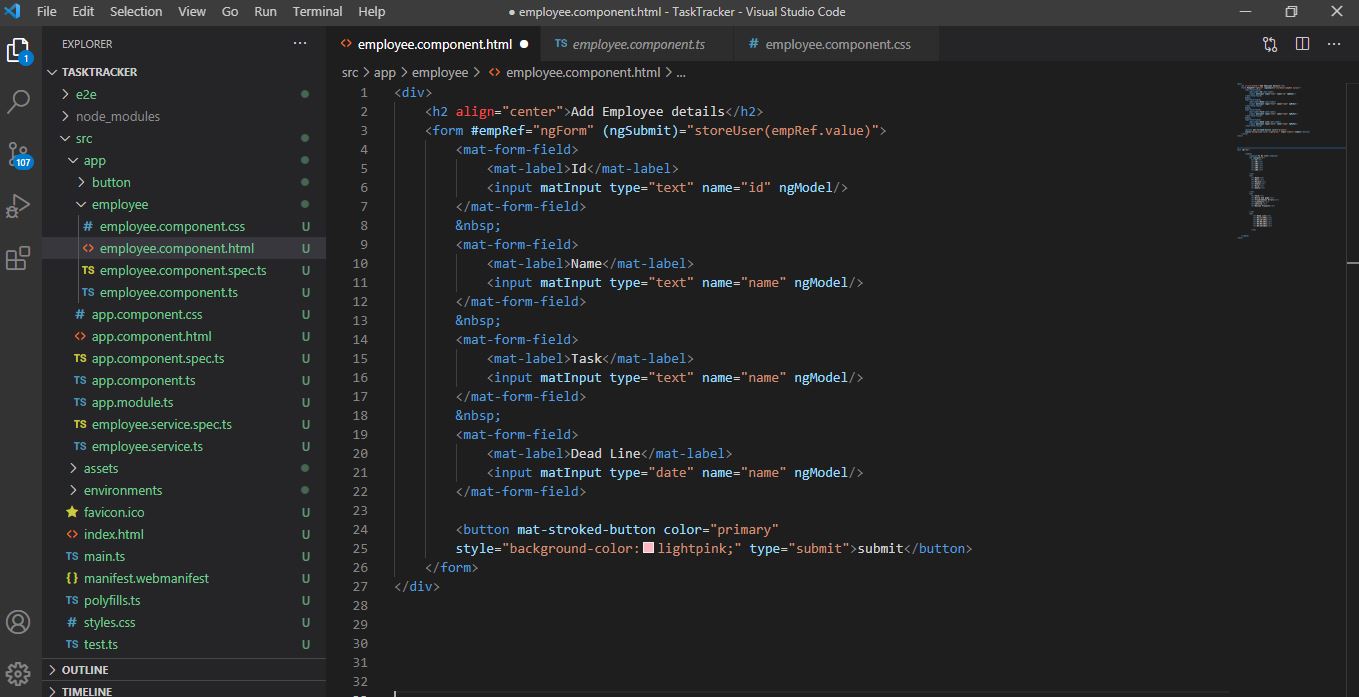 File Edit Selection View Go Run Terminal Help ● employee.component.html - TaskTracker - Visual Studio Code
EXPLORER ...
TASKTRACKER
e2e
node_modules
src
app
button
employee
# employee.component.css U
<> employee.component.html U
TS employee.component.spec.ts U
TS employee.component.ts U
# app.component.css U
<> app.component.html U
TS app.component.spec.ts U
TS app.component.ts U
TS app.module.ts U
TS employee.service.spec.ts U
TS employee.service.ts U
assets
environments
favicon.ico U
<> index.html U
TS main.ts U
{} manifest.webmanifest U
TS polyfills.ts U
# styles.css U
TS test.ts U
OUTLINE
TIMELINE
1
107
<> employee.component.html ● TS employee.component.ts # employee.component.css ...
src > app > employee > <> employee.component.html > ...
1 <div>
2 <h2 align="center">Add Employee details</h2>
3 <form #empRef="ngForm" (ngSubmit)="storeUser(empRef.value)">
4 <mat-form-field>
5 <mat-label>Id</mat-label>
6 <input matInput type="text" name="id" ngModel/>
7 </mat-form-field>
8 &nbsp;
9 <mat-form-field>
10 <mat-label>Name</mat-label>
11 <input matInput type="text" name="name" ngModel/>
12 </mat-form-field>
13 &nbsp;
14 <mat-form-field>
15 <mat-label>Task</mat-label>
16 <input matInput type="text" name="name" ngModel/>
17 </mat-form-field>
18 &nbsp;
19 <mat-form-field>
20 <mat-label>Dead Line</mat-label>
21 <input matInput type="date" name="name" ngModel/>
22 </mat-form-field>
23
24 <button mat-stroked-button color="primary"
25 style="background-color:lightpink;" type="submit">submit</button>
26 </form>
27 </div>
28
29
30
31
32